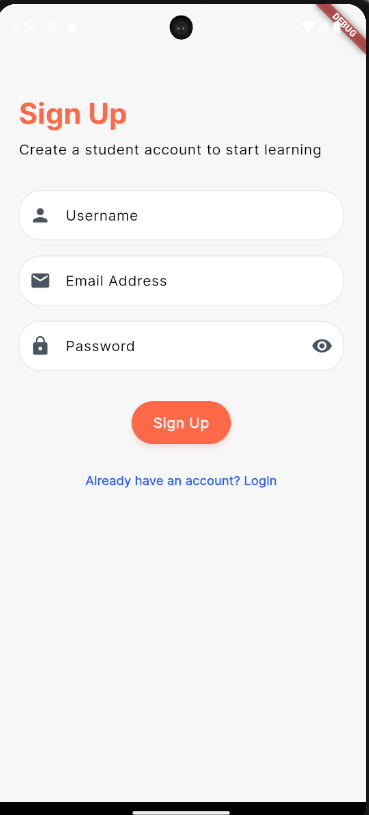 4:55
DEBUG
Sign Up
Create a student account to start learning
Username
Email Address
Password
Sign Up
Already have an account? Login